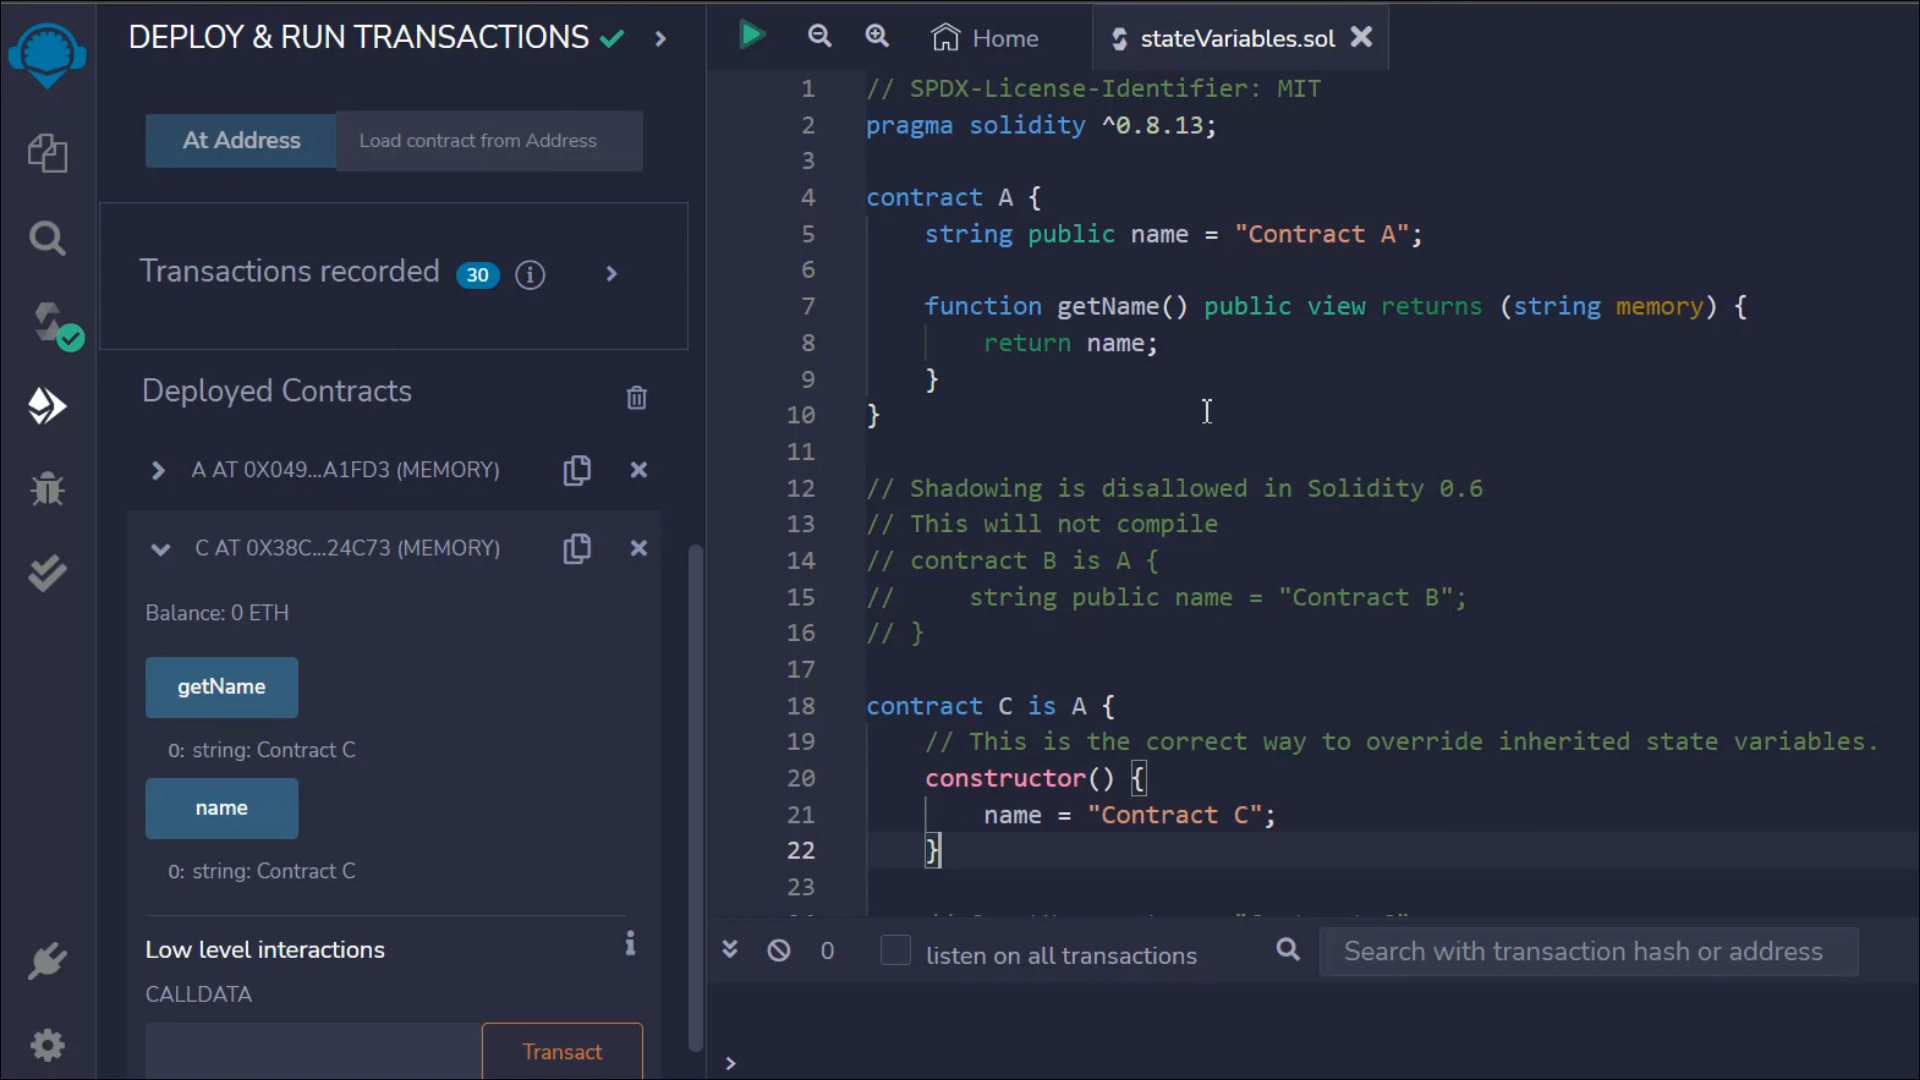 DEPLOY & RUN TRANSACTIONS
At Address
Load contract from Address
Transactions recorded 30
Deployed Contracts
A AT 0X049...A1FD3 (MEMORY)
C AT 0X38C...24C73 (MEMORY)
Balance: 0 ETH
getName
0: string: Contract C
name
0: string: Contract C
Low level interactions
CALLDATA
Transact
Home
stateVariables.sol
1 // SPDX-License-Identifier: MIT
2 pragma solidity ^0.8.13;
3
4 contract A {
5 string public name = "Contract A";
6
7 function getName() public view returns (string memory) {
8 return name;
9 }
10 }
11
12 // Shadowing is disallowed in Solidity 0.6
13 // This will not compile
14 // contract B is A {
15 // string public name = "Contract B";
16 // }
17
18 contract C is A {
19 // This is the correct way to override inherited state variables.
20 constructor() {
21 name = "Contract C";
22 }
23
0
listen on all transactions
Search with transaction hash or address
>